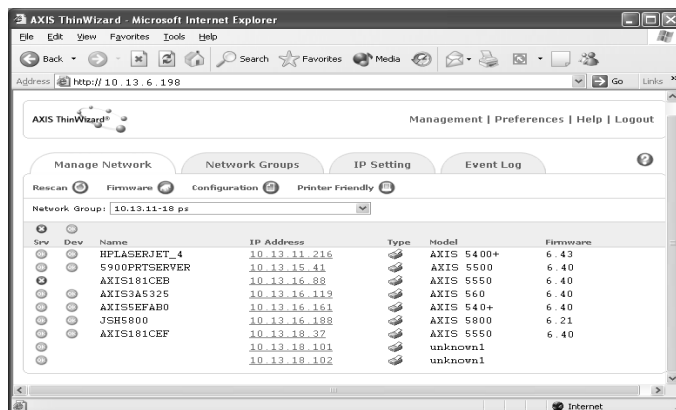 AXIS ThinWizard - Microsoft Internet Explorer
File Edit View Favorites Tools Help
Back Search Favorites Media
Address http://10.13.6.198 Go Links
AXIS ThinWizard® Management | Preferences | Help | Logout
Manage Network Network Groups IP Setting Event Log ?
Rescan Firmware Configuration Printer Friendly
Network Group: 10.13.11-18 ps
Srv Dev Name IP Address Type Model Firmware
HPLASERJET_4 10.13.11.216 AXIS 5400+ 6.43
5900PRTSERVER 10.13.15.41 AXIS 5500 6.40
AXIS181CEB 10.13.16.88 AXIS 5550 6.40
AXIS3A5325 10.13.16.119 AXIS 560 6.40
AXIS5EFAB0 10.13.16.161 AXIS 540+ 6.40
JSH5800 10.13.16.188 AXIS 5800 6.21
AXIS181CEF 10.13.18.37 AXIS 5550 6.40
10.13.18.101 unknown1
10.13.18.102 unknown1
Internet